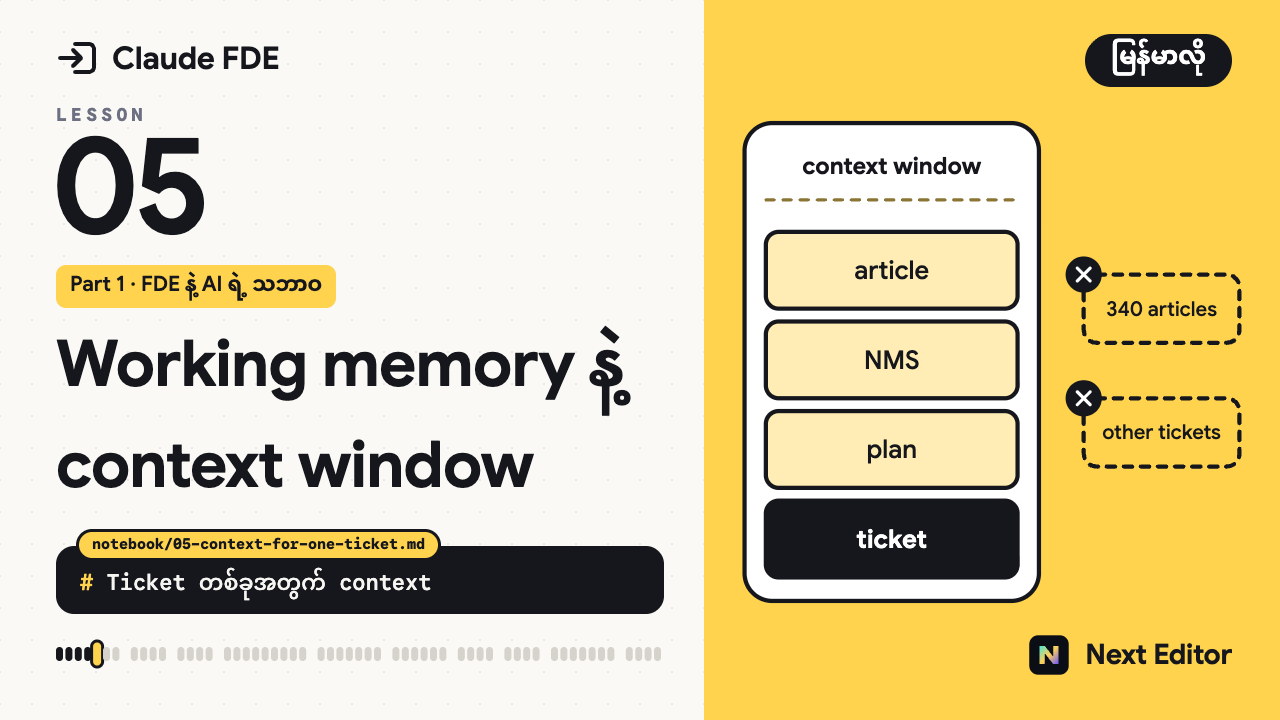 Claude FDE
LESSON
05
Part 1 · FDE နဲ့ AI ရဲ့ သဘာဝ
Working memory နဲ့
context window
notebook/05-context-for-one-ticket.md
# Ticket တစ်ခုအတွက် context
မြန်မာလို
context window
article
NMS
plan
ticket
340 articles
other tickets
N Next Editor